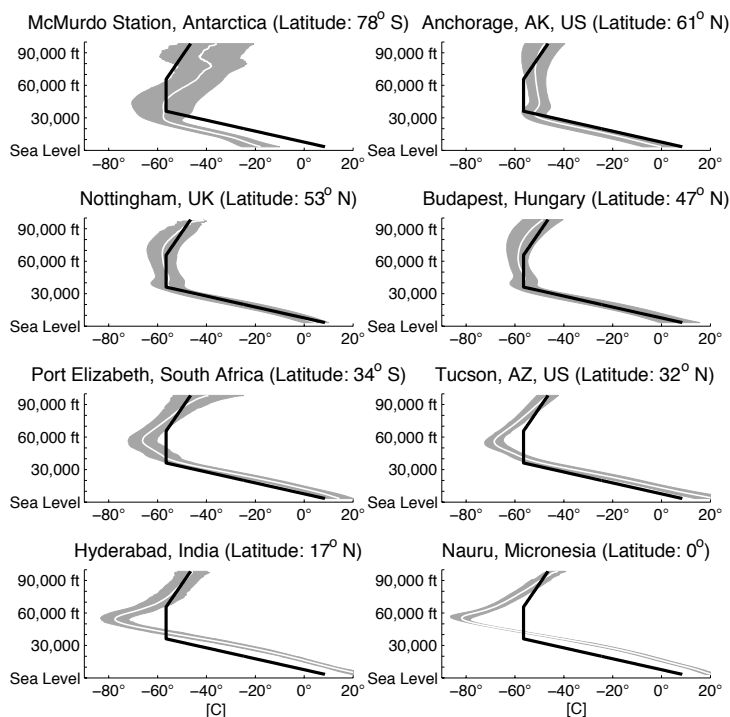 McMurdo Station, Antarctica (Latitude: 78° S)
90,000 ft
60,000 ft
30,000
Sea Level
−80° −60° −40° −20° 0° 20°
Anchorage, AK, US (Latitude: 61° N)
90,000 ft
60,000 ft
30,000
Sea Level
−80° −60° −40° −20° 0° 20°
Nottingham, UK (Latitude: 53° N)
90,000 ft
60,000 ft
30,000
Sea Level
−80° −60° −40° −20° 0° 20°
Budapest, Hungary (Latitude: 47° N)
90,000 ft
60,000 ft
30,000
Sea Level
−80° −60° −40° −20° 0° 20°
Port Elizabeth, South Africa (Latitude: 34° S)
90,000 ft
60,000 ft
30,000
Sea Level
−80° −60° −40° −20° 0° 20°
Tucson, AZ, US (Latitude: 32° N)
90,000 ft
60,000 ft
30,000
Sea Level
−80° −60° −40° −20° 0° 20°
Hyderabad, India (Latitude: 17° N)
90,000 ft
60,000 ft
30,000
Sea Level
−80° −60° −40° −20° 0° 20°
[C]
Nauru, Micronesia (Latitude: 0°)
90,000 ft
60,000 ft
30,000
Sea Level
−80° −60° −40° −20° 0° 20°
[C]